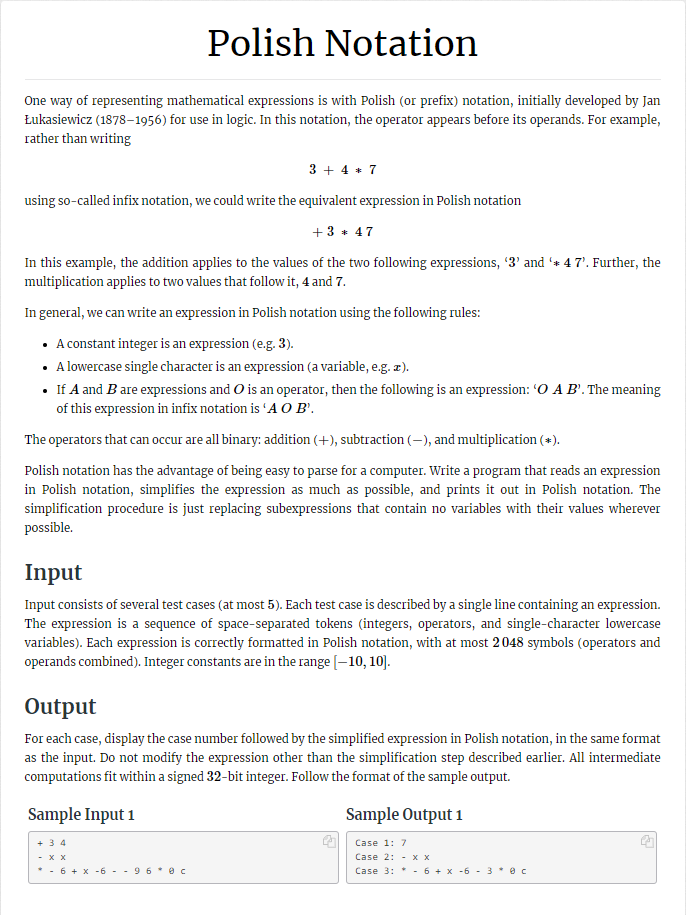 Polish Notation
One way of representing mathematical expressions is with Polish (or prefix) notation, initially developed by Jan
Łukasiewicz (1878–1956) for use in logic. In this notation, the operator appears before its operands. For example,
rather than writing
3 + 4 * 7
using so-called infix notation, we could write the equivalent expression in Polish notation
+ 3 * 4 7
In this example, the addition applies to the values of the two following expressions, ‘3’ and ‘* 4 7’. Further, the
multiplication applies to two values that follow it, 4 and 7.
In general, we can write an expression in Polish notation using the following rules:
• A constant integer is an expression (e.g. 3).
• A lowercase single character is an expression (a variable, e.g. x).
• If A and B are expressions and O is an operator, then the following is an expression: ‘O A B’. The meaning
of this expression in infix notation is ‘A O B’.
The operators that can occur are all binary: addition (+), subtraction (−), and multiplication (*).
Polish notation has the advantage of being easy to parse for a computer. Write a program that reads an expression
in Polish notation, simplifies the expression as much as possible, and prints it out in Polish notation. The
simplification procedure is just replacing subexpressions that contain no variables with their values wherever
possible.
Input
Input consists of several test cases (at most 5). Each test case is described by a single line containing an expression.
The expression is a sequence of space-separated tokens (integers, operators, and single-character lowercase
variables). Each expression is correctly formatted in Polish notation, with at most 2 048 symbols (operators and
operands combined). Integer constants are in the range [−10, 10].
Output
For each case, display the case number followed by the simplified expression in Polish notation, in the same format
as the input. Do not modify the expression other than the simplification step described earlier. All intermediate
computations fit within a signed 32-bit integer. Follow the format of the sample output.
Sample Input 1
+ 3 4
- x x
* - 6 + x -6 - - 9 6 * 0 c
Sample Output 1
Case 1: 7
Case 2: - x x
Case 3: * - 6 + x -6 - 3 * 0 c